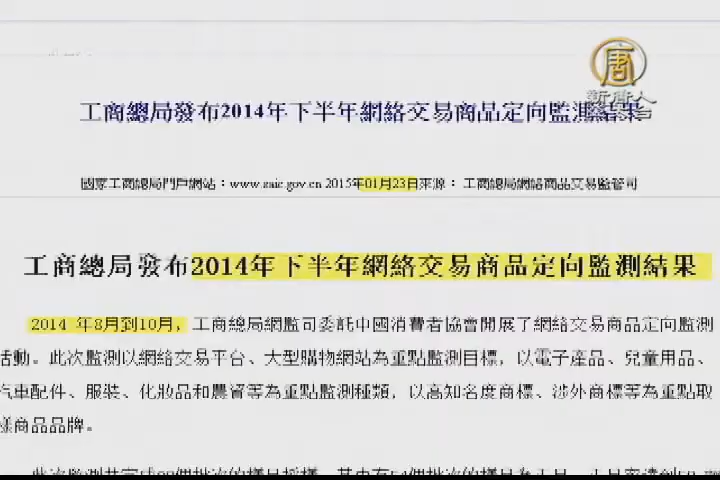 唐
新唐人
工商總局發布2014年下半年網絡交易商品定向監測結果
國家工商總局門戶網站：www.saic.gov.cn 2015年01月23日來源： 工商總局網絡商品交易監管司
工商總局發布2014年下半年網絡交易商品定向監測結果
2014 年8月到10月，工商總局網監司委託中國消費者協會開展了網絡交易商品定向監測
活動。此次監測以網絡交易平台、大型購物網站為重點監測目標，以電子產品、兒童用品、
汽車配件、服裝、化妝品和農資等為重點監測種類，以高知名度商標、涉外商標等為重點取
樣商品品牌。